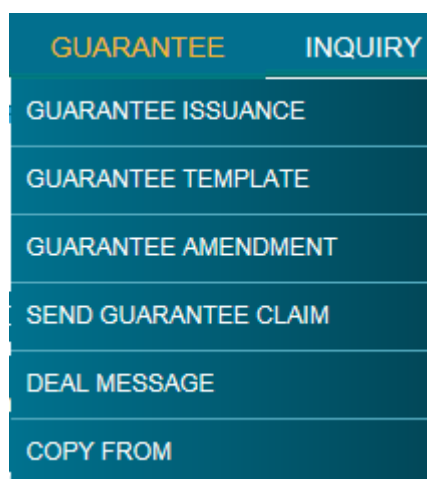 GUARANTEE INQUIRY
GUARANTEE ISSUANCE
GUARANTEE TEMPLATE
GUARANTEE AMENDMENT
SEND GUARANTEE CLAIM
DEAL MESSAGE
COPY FROM